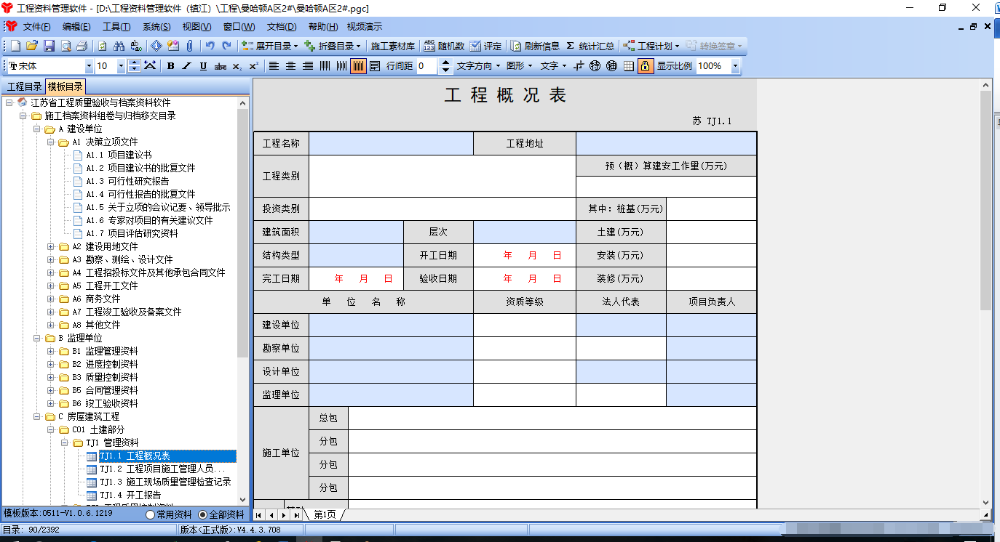 工程资料管理软件 - [D:\工程资料管理软件（镇江）\工程\曼哈顿A区2#\曼哈顿A区2#.pgc]
文件(F) 编辑(E) 工具(T) 系统(S) 视图(V) 窗口(W) 文档(D) 帮助(H) 视频演示
展开目录 折叠目录 施工素材库 随机数 评定 刷新信息 Σ 统计汇总 工程计划 转换签章
宋体 10 B I U abc X₂ X² 行间距 0 文字方向 图形 文字 显示比例 100%
工程目录 模板目录
江苏省工程质量验收与档案资料软件
施工档案资料组卷与归档移交目录
A 建设单位
A1 决策立项文件
A1.1 项目建议书
A1.2 项目建议书的批复文件
A1.3 可行性研究报告
A1.4 可行性报告的批复文件
A1.5 关于立项的会议记要、领导批示
A1.6 专家对项目的有关建议文件
A1.7 项目评估研究资料
A2 建设用地文件
A3 勘察、测绘、设计文件
A4 工程招投标文件及其他承包合同文件
A5 工程开工文件
A6 商务文件
A7 工程竣工验收及备案文件
A8 其他文件
B 监理单位
B1 监理管理资料
B2 进度控制资料
B3 质量控制资料
B5 合同管理资料
B6 竣工验收资料
C 房屋建筑工程
C01 土建部分
TJ1 管理资料
TJ1.1 工程概况表
TJ1.2 工程项目施工管理人员...
TJ1.3 施工现场质量管理检查记录
TJ1.4 开工报告
模板版本:0511-V1.0.6.1219 常用资料 全部资料
工程概况表
苏 TJ1.1
工程名称 工程地址
工程类别 预（概）算建安工作量(万元)
投资类别 其中: 桩基(万元)
建筑面积 层次 土建(万元)
结构类型 开工日期 年 月 日 安装(万元)
完工日期 年 月 日 验收日期 年 月 日 装修(万元)
单 位 名 称 资质等级 法人代表 项目负责人
建设单位
勘察单位
设计单位
监理单位
施工单位 总包
分包
分包
分包
第1页
目录: 90/2392 版本<正式版>:V4.4.3.708